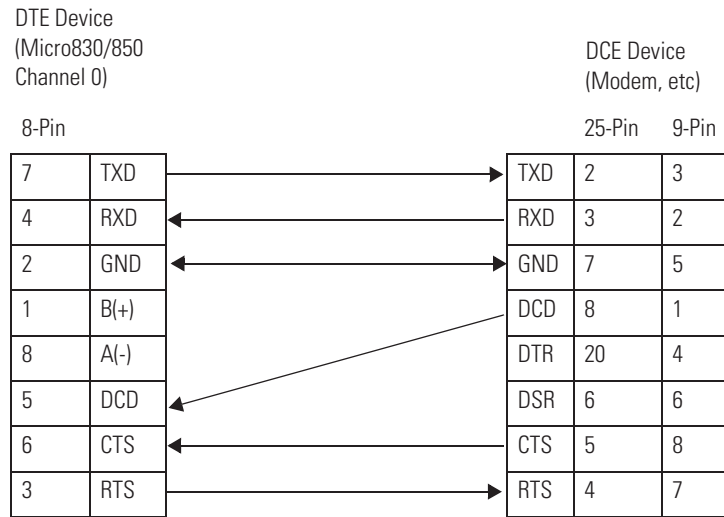 DTE Device
(Micro830/850
Channel 0)
DCE Device
(Modem, etc)
8-Pin
25-Pin 9-Pin
7 TXD TXD 2 3
4 RXD RXD 3 2
2 GND GND 7 5
1 B(+) DCD 8 1
8 A(-) DTR 20 4
5 DCD DSR 6 6
6 CTS CTS 5 8
3 RTS RTS 4 7